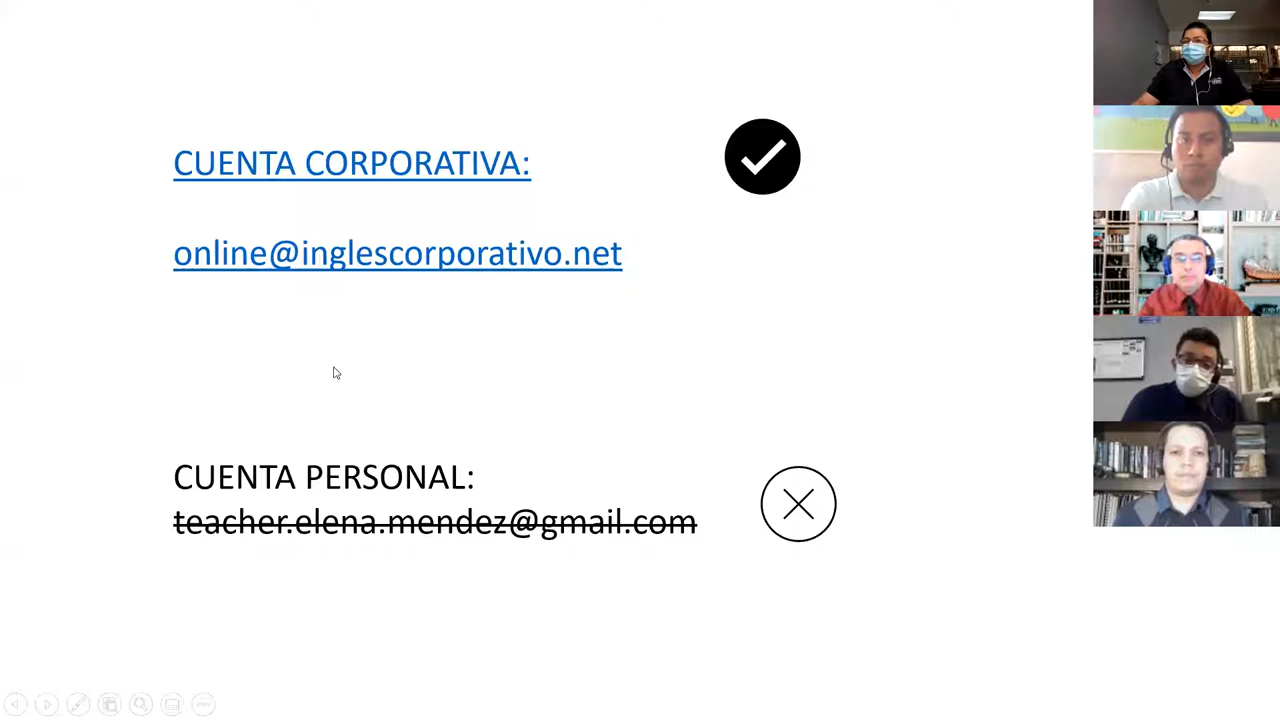 CUENTA CORPORATIVA:
online@inglescorporativo.net
CUENTA PERSONAL:
teacher.elena.mendez@gmail.com